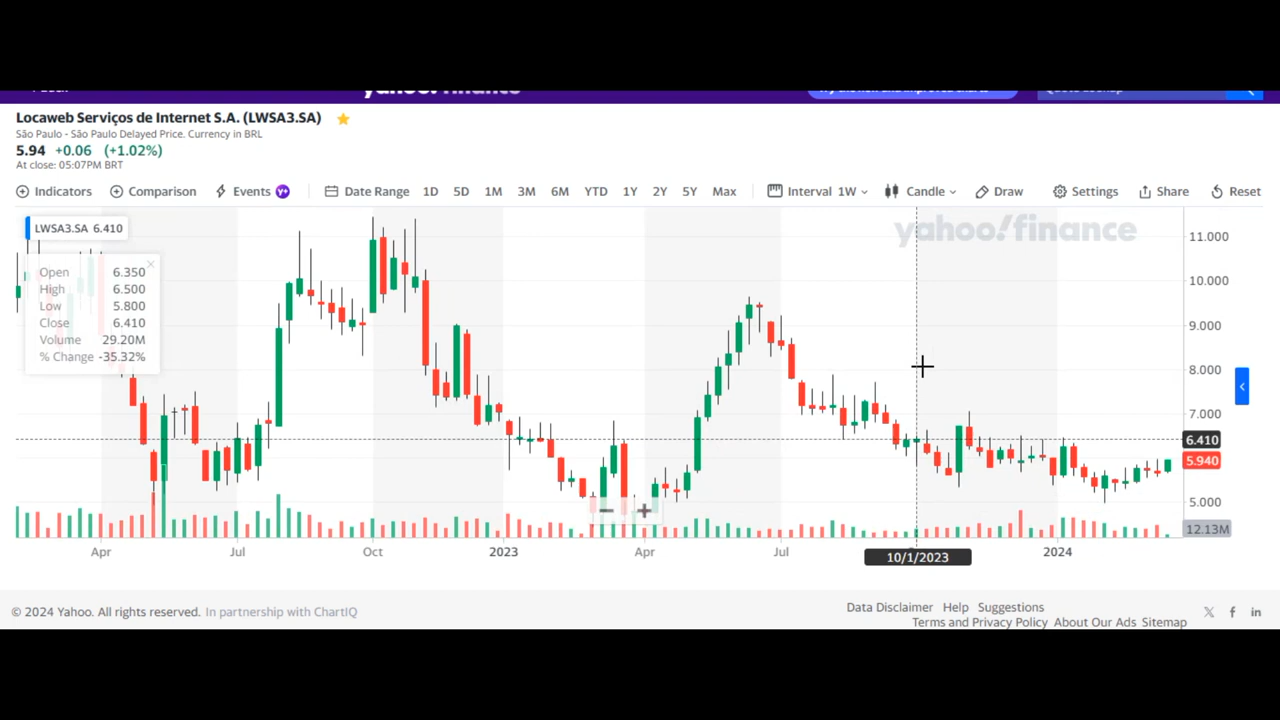 yahoo! finance
Locaweb Serviços de Internet S.A. (LWSA3.SA)
São Paulo - São Paulo Delayed Price. Currency in BRL
5.94 +0.06 (+1.02%)
At close: 05:07PM BRT
Indicators Comparison Events Y+ Date Range 1D 5D 1M 3M 6M YTD 1Y 2Y 5Y Max Interval 1W Candle Draw Settings Share Reset
LWSA3.SA 6.410
yahoo!finance
Open 6.350
High 6.500
Low 5.800
Close 6.410
Volume 29.20M
% Change -35.32%
11.000
10.000
9.000
8.000
7.000
6.410
5.940
5.000
12.13M
Apr Jul Oct 2023 Apr Jul 10/1/2023 2024
© 2024 Yahoo. All rights reserved. In partnership with ChartIQ
Data Disclaimer Help Suggestions
Terms and Privacy Policy About Our Ads Sitemap